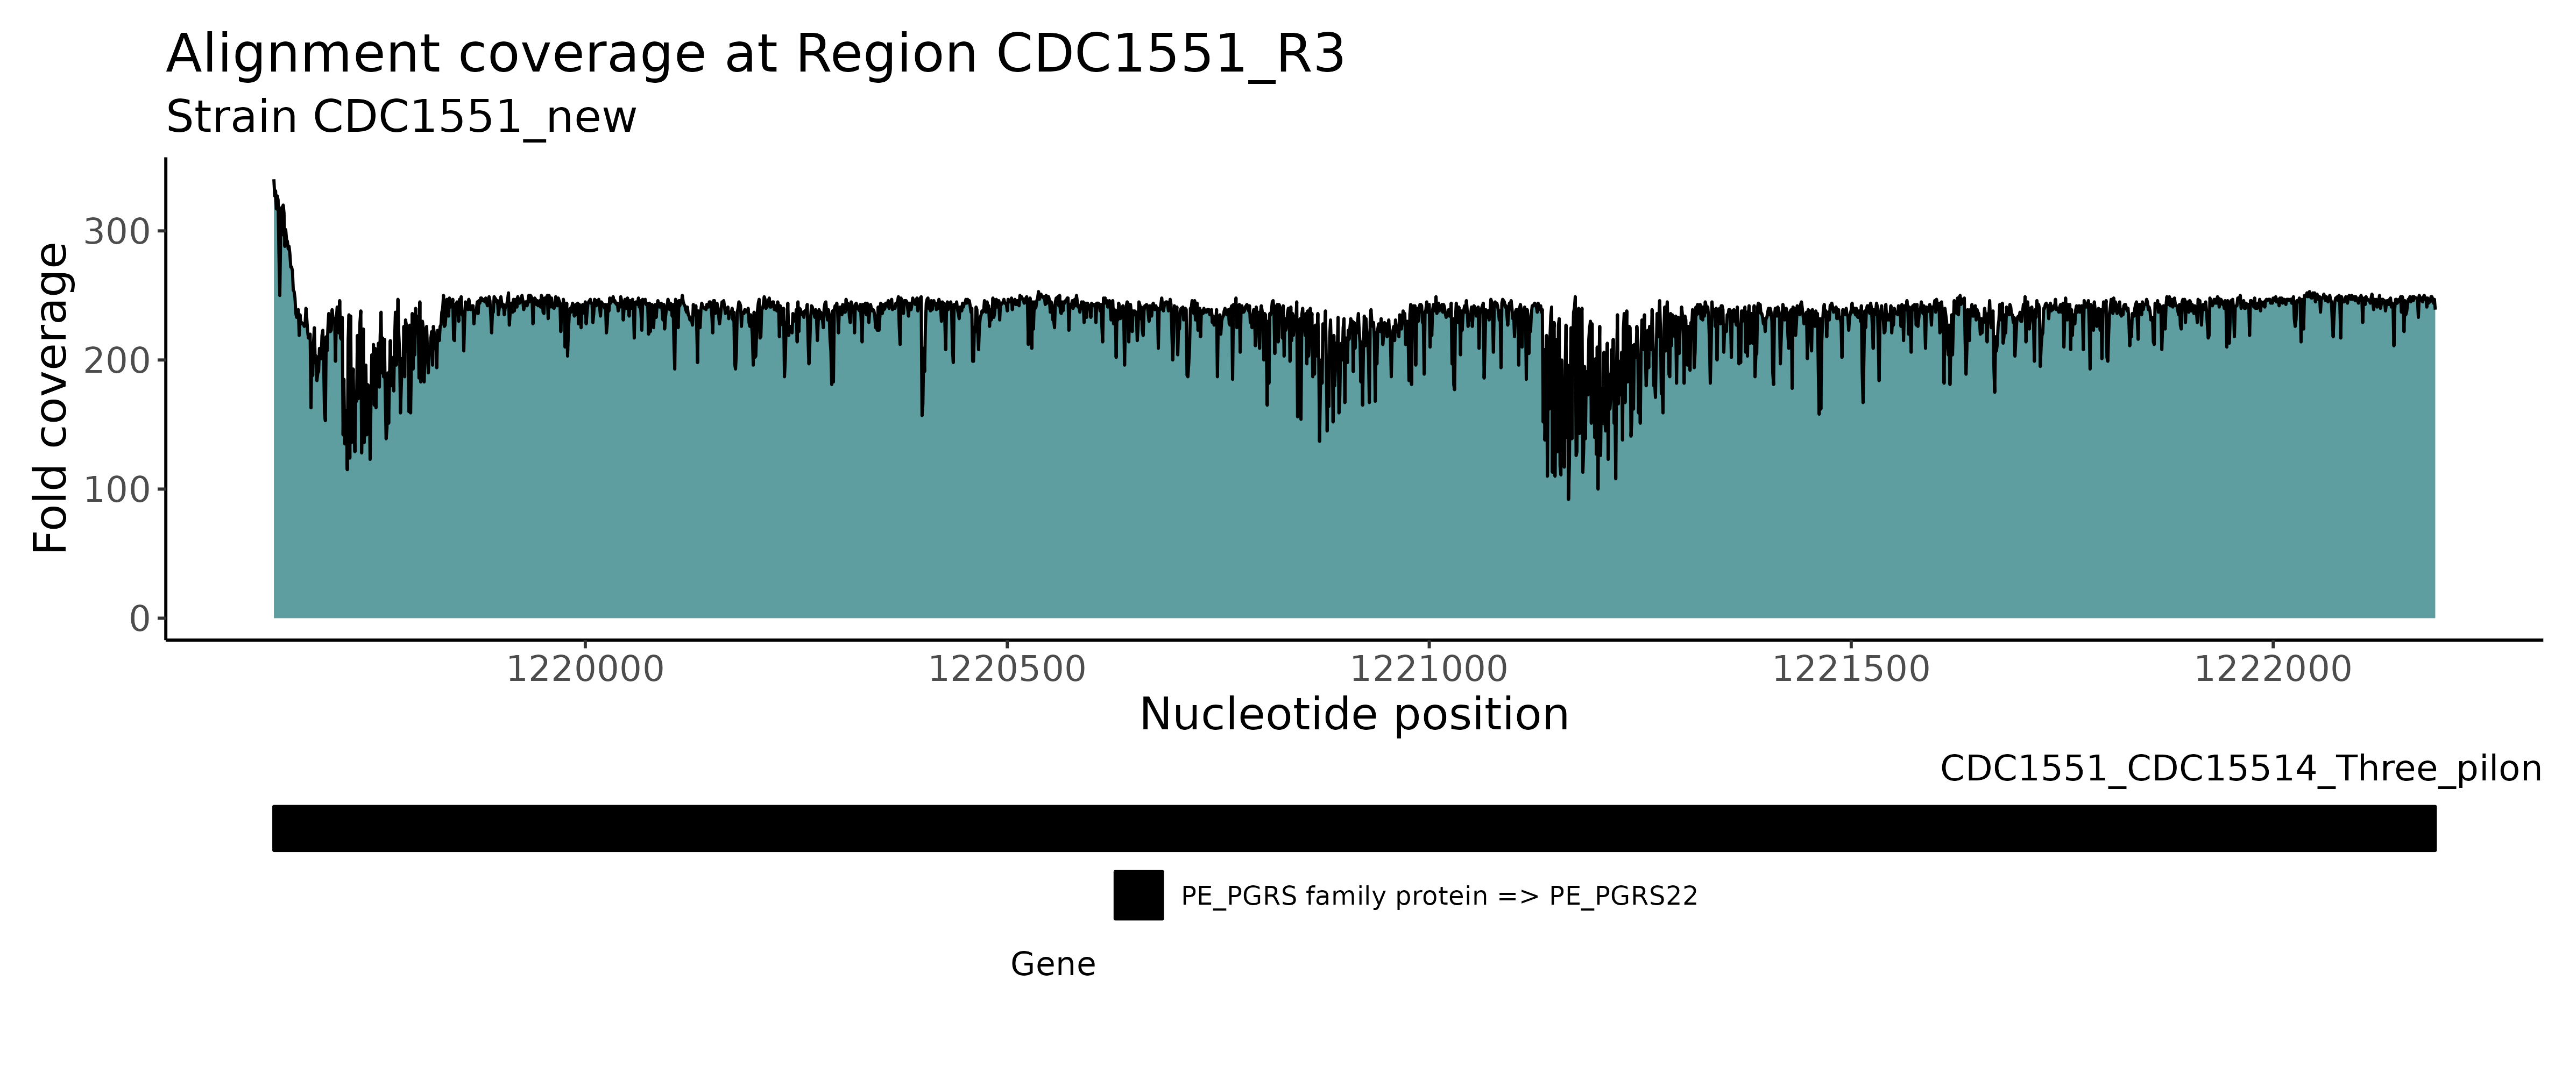 Alignment coverage at Region CDC1551_R3
Strain CDC1551_new
Fold coverage
300
200
100
0
1220000 1220500 1221000 1221500 1222000
Nucleotide position
CDC1551_CDC15514_Three_pilon
PE_PGRS family protein => PE_PGRS22
Gene